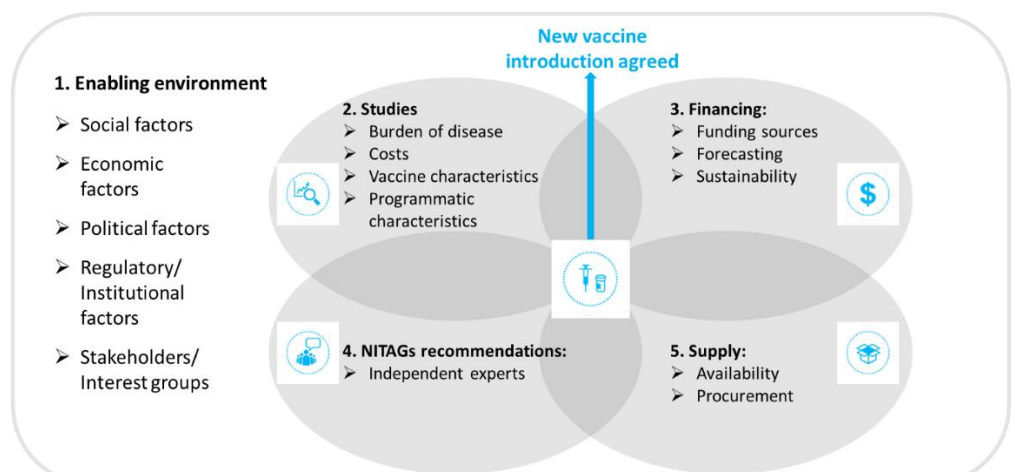 New vaccine
introduction agreed
1. Enabling environment
➢ Social factors
➢ Economic
factors
➢ Political factors
➢ Regulatory/
Institutional
factors
➢ Stakeholders/
Interest groups
2. Studies
➢ Burden of disease
➢ Costs
➢ Vaccine characteristics
➢ Programmatic
characteristics
3. Financing:
➢ Funding sources
➢ Forecasting
➢ Sustainability
$
4. NITAGs recommendations:
➢ Independent experts
5. Supply:
➢ Availability
➢ Procurement